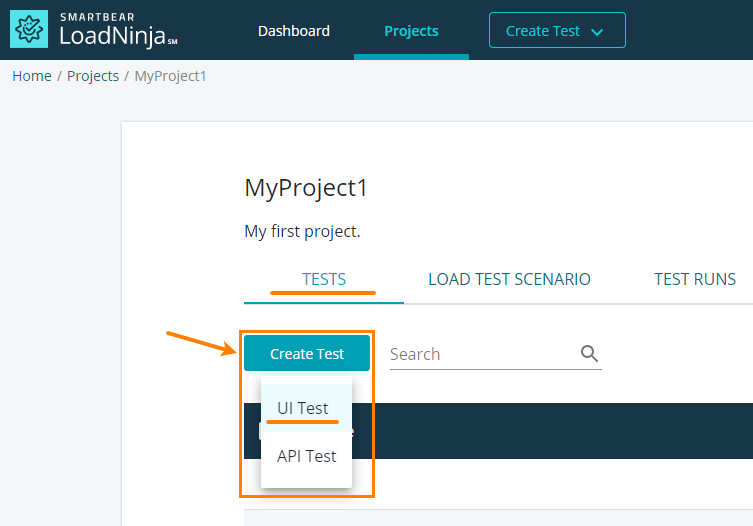 SMARTBEAR
LoadNinja SM
Dashboard
Projects
Create Test
Home / Projects / MyProject1
MyProject1
My first project.
TESTS
LOAD TEST SCENARIO
TEST RUNS
Create Test
Search
UI Test
API Test